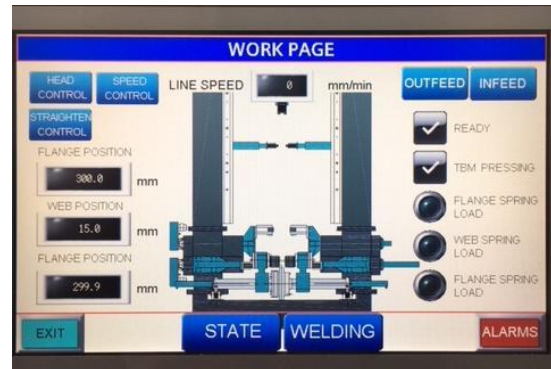 WORK PAGE
HEAD CONTROL
SPEED CONTROL
LINE SPEED 0 mm/min
OUTFEED INFEED
STRAIGHTEN CONTROL
READY
FLANGE POSITION
300.0 mm
TBM PRESSING
WEB POSITION
15.0 mm
FLANGE SPRING LOAD
WEB SPRING LOAD
FLANGE POSITION
299.9 mm
FLANGE SPRING LOAD
EXIT STATE WELDING ALARMS